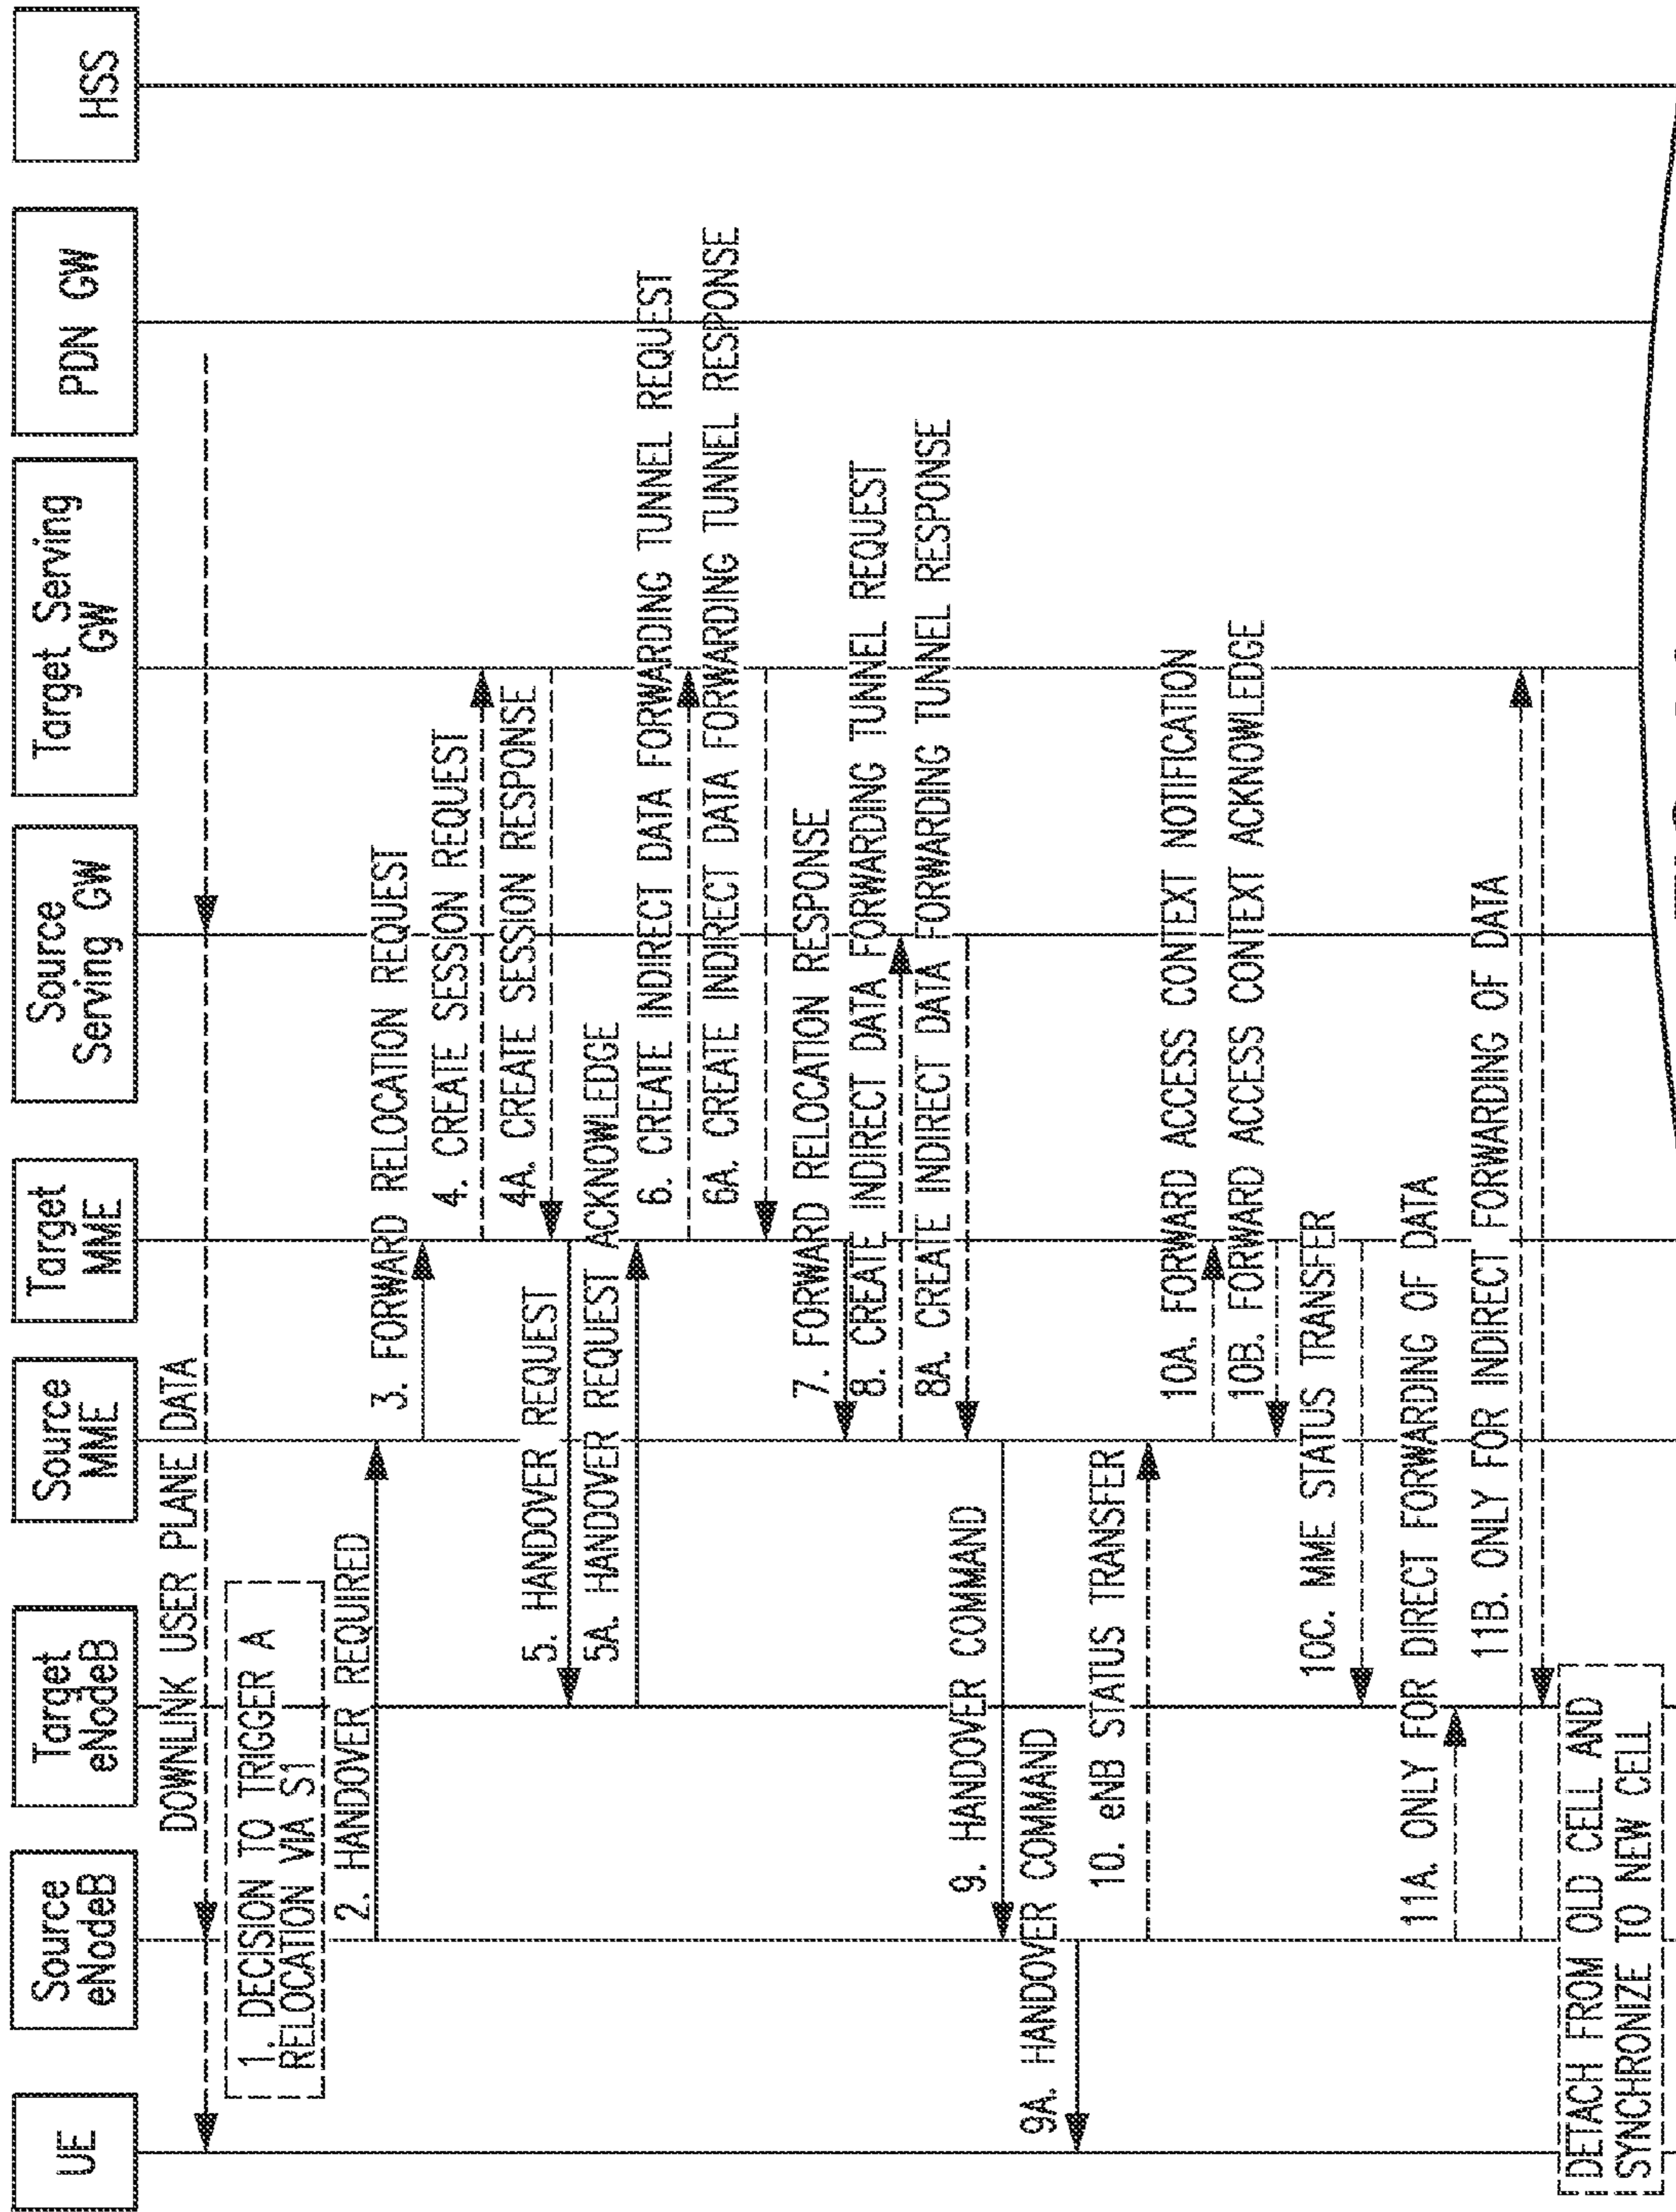 UE
Source
eNodeB
Target
eNodeB
Source
MME
Target
MME
Source
Serving GW
Target Serving
GW
PDN GW
HSS
DOWNLINK USER PLANE DATA
1. DECISION TO TRIGGER A
RELOCATION VIA S1
2. HANDOVER REQUIRED
3. FORWARD RELOCATION REQUEST
4. CREATE SESSION REQUEST
4A. CREATE SESSION RESPONSE
5. HANDOVER REQUEST
5A. HANDOVER REQUEST ACKNOWLEDGE
6. CREATE INDIRECT DATA FORWARDING TUNNEL REQUEST
6A. CREATE INDIRECT DATA FORWARDING TUNNEL RESPONSE
7. FORWARD RELOCATION RESPONSE
8. CREATE INDIRECT DATA FORWARDING TUNNEL REQUEST
8A. CREATE INDIRECT DATA FORWARDING TUNNEL RESPONSE
9. HANDOVER COMMAND
9A. HANDOVER COMMAND
10. eNB STATUS TRANSFER
10A. FORWARD ACCESS CONTEXT NOTIFICATION
10B. FORWARD ACCESS CONTEXT ACKNOWLEDGE
10C. MME STATUS TRANSFER
11A. ONLY FOR DIRECT FORWARDING OF DATA
11B. ONLY FOR INDIRECT FORWARDING OF DATA
DETACH FROM OLD CELL AND
SYNCHRONIZE TO NEW CELL